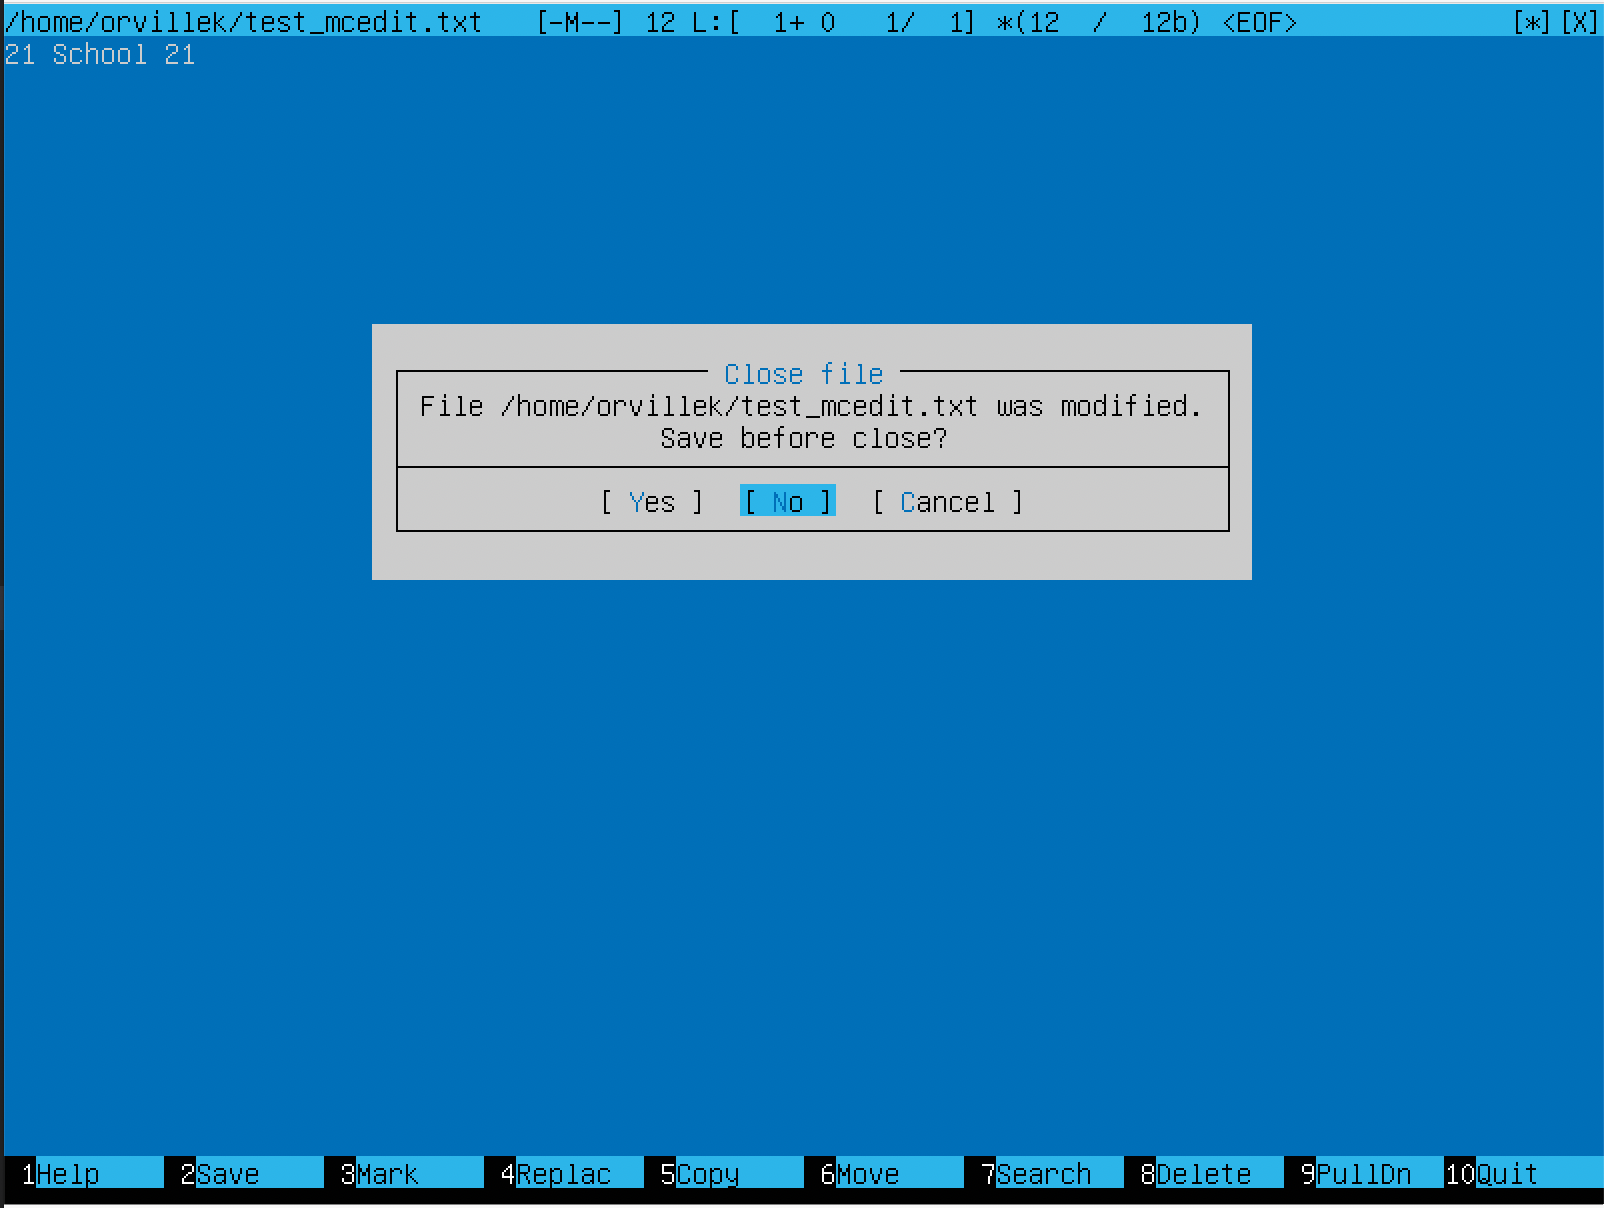 /home/orvillek/test_mcedit.txt   [-M--] 12 L:[  1+ 0   1/  1] *(12  /  12b) <EOF>   [*][X]
21 School 21
Close file
File /home/orvillek/test_mcedit.txt was modified.
Save before close?
[ Yes ]  [ No ]  [ Cancel ]
1Help  2Save  3Mark  4Replac  5Copy  6Move  7Search  8Delete  9PullDn  10Quit